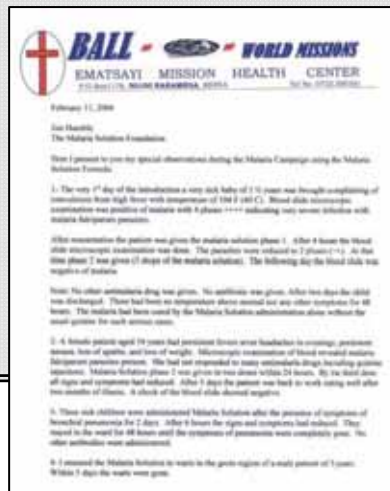 BALL - WORLD MISSIONS
EMATSAYI MISSION HEALTH CENTER
February 11, 2004
Jim Humble
The Malaria Solution Foundation
Here I present to you my special observations during the Malaria Campaign using the Malaria
Solution Formula.
1. The very 1st day of the introduction a very sick baby of 1 ½ years was brought complaining of
convulsions from high fever with temperature of 104 F (40 C). Blood slide microscopic
examination was positive of malaria with 4 pluses ++++ indicating very severe infection with
malaria falciparum parasites.
After resuscitation the patient was given the malaria solution phase 1. After 4 hours the blood
slide microscopic examination was done. The parasites were reduced to 2 pluses (++). At that
time phase 2 was given (3 drops of the malaria solution). The following day the blood slide was
negative of malaria.
Note: No other antimalaria drug was given. No antibiotic was given. After two days the child
was discharged. There had been no temperature above normal nor any other symptoms for 48
hours. The malaria had been cured by the Malaria Solution administration alone without the
usual quinine for such serious cases.
2. A female patient aged 19 years had persistent fevers sever headaches in evenings, persistent
nausea, loss of appetite, and loss of weight. Microscopic examination of blood revealed malaria
falciparum parasites present. She had not responded to many antimalaria drugs including quinine
injections. Malaria Solution phase 2 was given in two doses within 24 hours. By the third dose
all signs and symptoms had reduced. After 5 days the patient was back to work eating well after
two months of illness. A check of the blood slide showed negative.
3. Three sick children were administered Malaria Solution after the presence of symptoms of
bronchial pneumonia for 2 days. After 6 hours the signs and symptoms had reduced. They
stayed in the ward for 48 hours until the symptoms of pneumonia were completely gone. No
other antibiotics were administered.
4. I smeared the Malaria Solution to warts in the region of a male patient of 5 years.
Within 5 days the warts were gone.